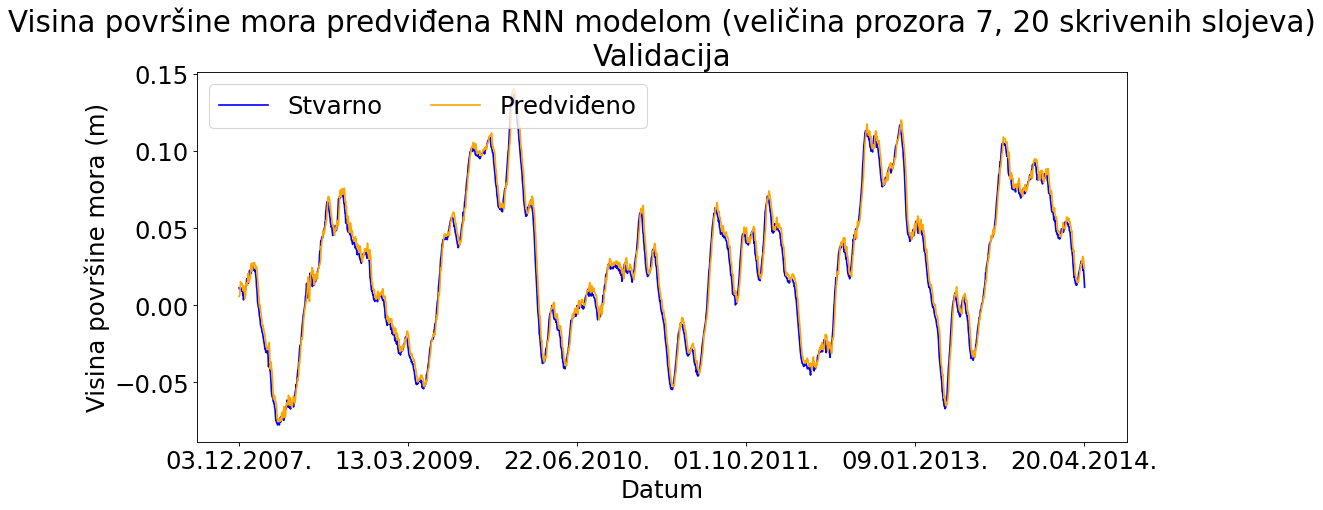 Visina površine mora predviđena RNN modelom (veličina prozora 7, 20 skrivenih slojeva)
Validacija
Stvarno
Predviđeno
Visina površine mora (m)
0.15
0.10
0.05
0.00
−0.05
03.12.2007.
13.03.2009.
22.06.2010.
01.10.2011.
09.01.2013.
20.04.2014.
Datum